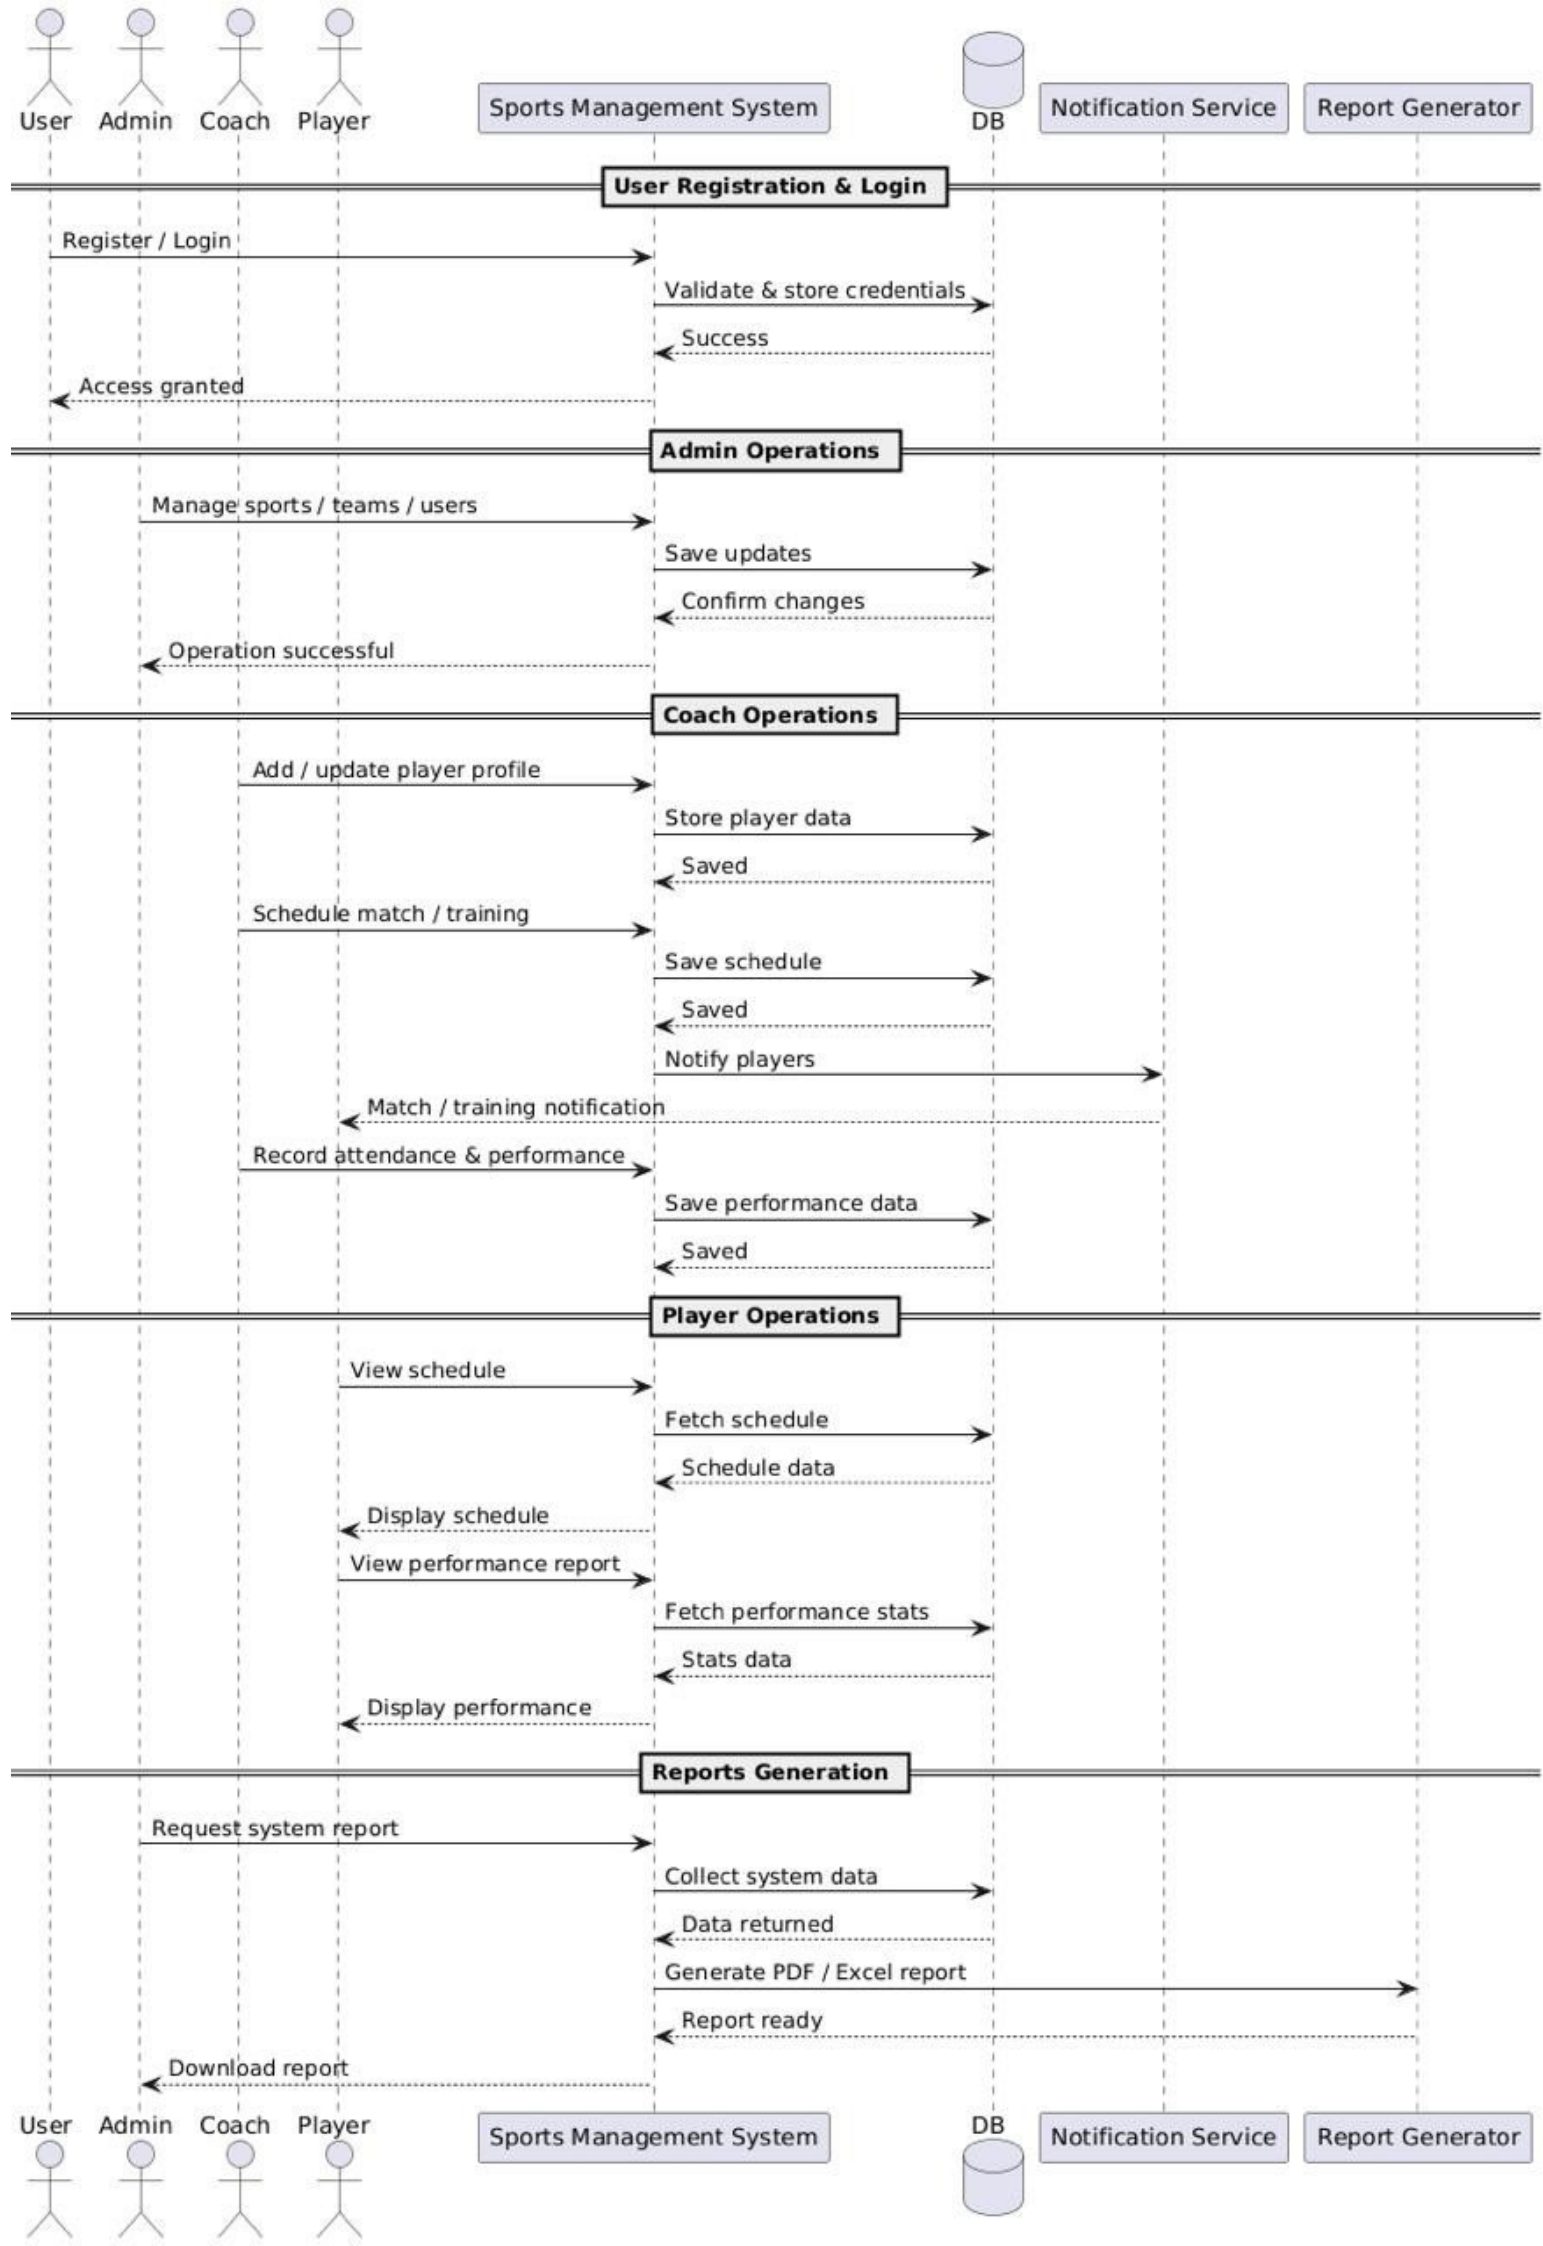 User
Admin
Coach
Player
Sports Management System
DB
Notification Service
Report Generator
User Registration & Login
Register / Login
Validate & store credentials
Success
Access granted
Admin Operations
Manage sports / teams / users
Save updates
Confirm changes
Operation successful
Coach Operations
Add / update player profile
Store player data
Saved
Schedule match / training
Save schedule
Saved
Notify players
Match / training notification
Record attendance & performance
Save performance data
Saved
Player Operations
View schedule
Fetch schedule
Schedule data
Display schedule
View performance report
Fetch performance stats
Stats data
Display performance
Reports Generation
Request system report
Collect system data
Data returned
Generate PDF / Excel report
Report ready
Download report
User
Admin
Coach
Player
Sports Management System
DB
Notification Service
Report Generator